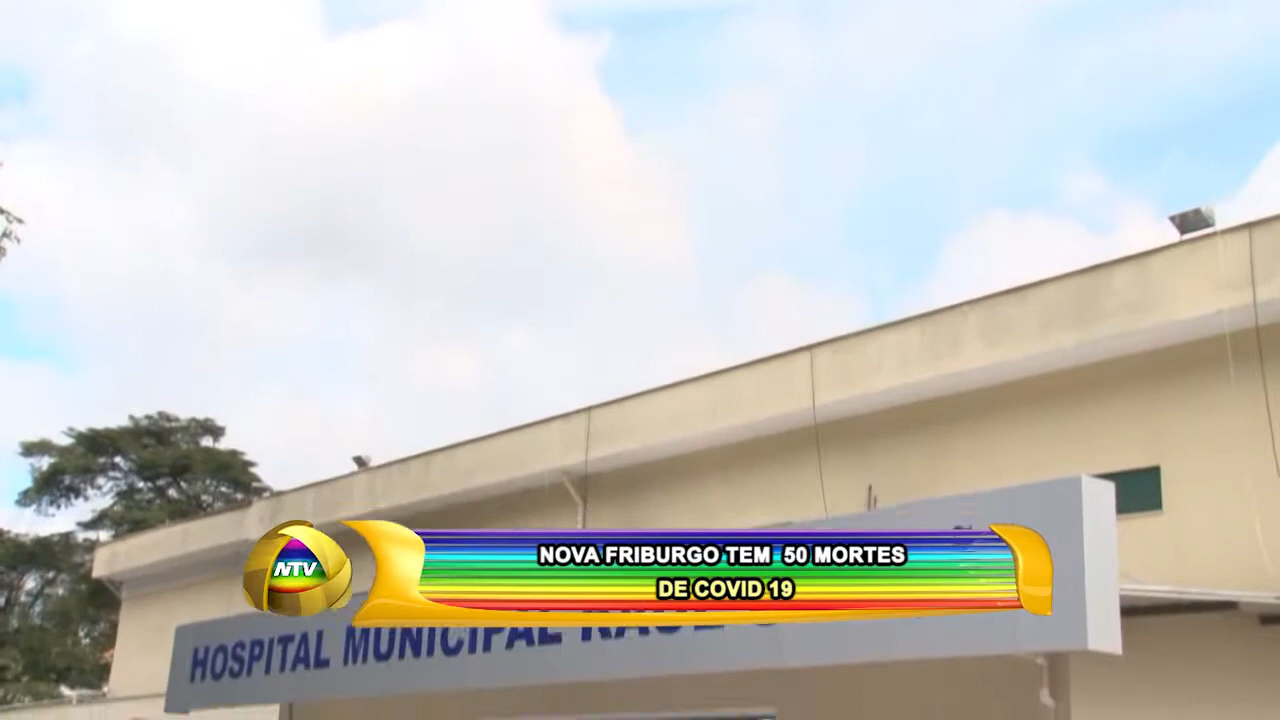 NTV
NOVA FRIBURGO TEM 50 MORTES
DE COVID 19
HOSPITAL MUNICIPAL